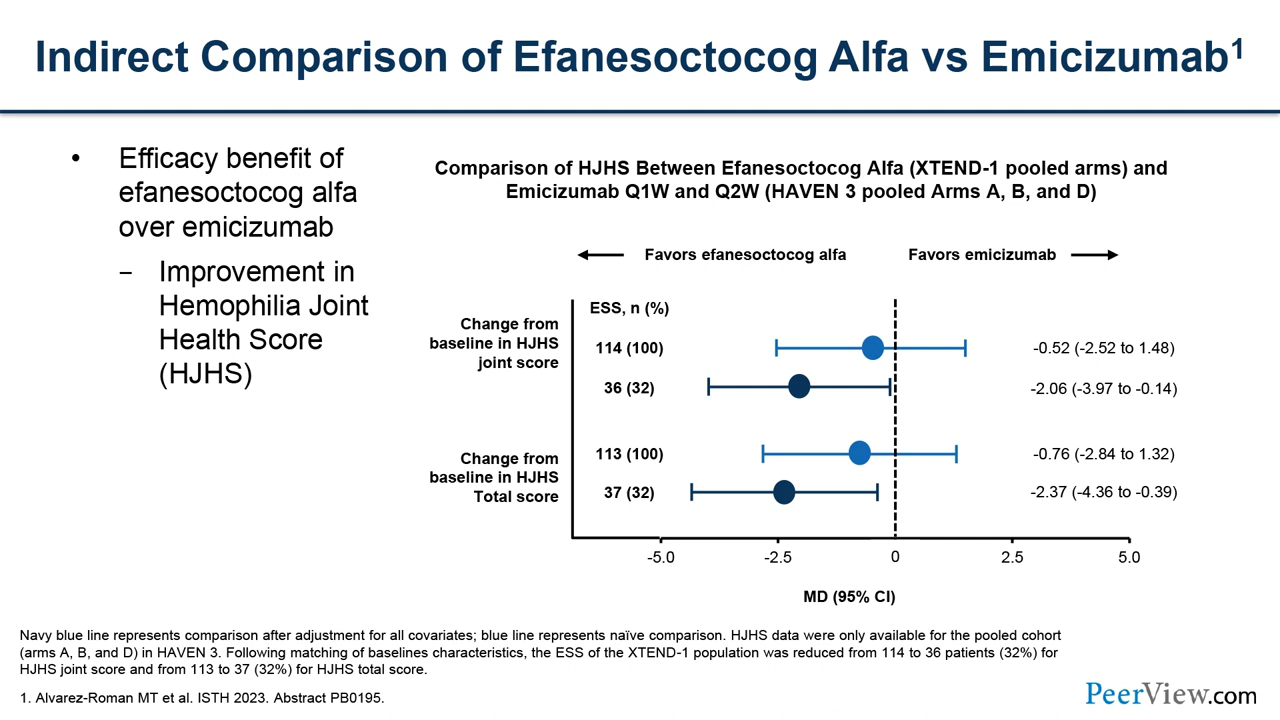 Indirect Comparison of Efanesoctocog Alfa vs Emicizumab1
• Efficacy benefit of
efanesoctocog alfa
over emicizumab
– Improvement in
Hemophilia Joint
Health Score
(HJHS)
Comparison of HJHS Between Efanesoctocog Alfa (XTEND-1 pooled arms) and
Emicizumab Q1W and Q2W (HAVEN 3 pooled Arms A, B, and D)
Favors efanesoctocog alfa
Favors emicizumab
ESS, n (%)
Change from
baseline in HJHS
joint score
114 (100)
-0.52 (-2.52 to 1.48)
36 (32)
-2.06 (-3.97 to -0.14)
Change from
baseline in HJHS
Total score
113 (100)
-0.76 (-2.84 to 1.32)
37 (32)
-2.37 (-4.36 to -0.39)
-5.0 -2.5 0 2.5 5.0
MD (95% CI)
Navy blue line represents comparison after adjustment for all covariates; blue line represents naïve comparison. HJHS data were only available for the pooled cohort
(arms A, B, and D) in HAVEN 3. Following matching of baselines characteristics, the ESS of the XTEND-1 population was reduced from 114 to 36 patients (32%) for
HJHS joint score and from 113 to 37 (32%) for HJHS total score.
1. Alvarez-Roman MT et al. ISTH 2023. Abstract PB0195.
PeerView.com